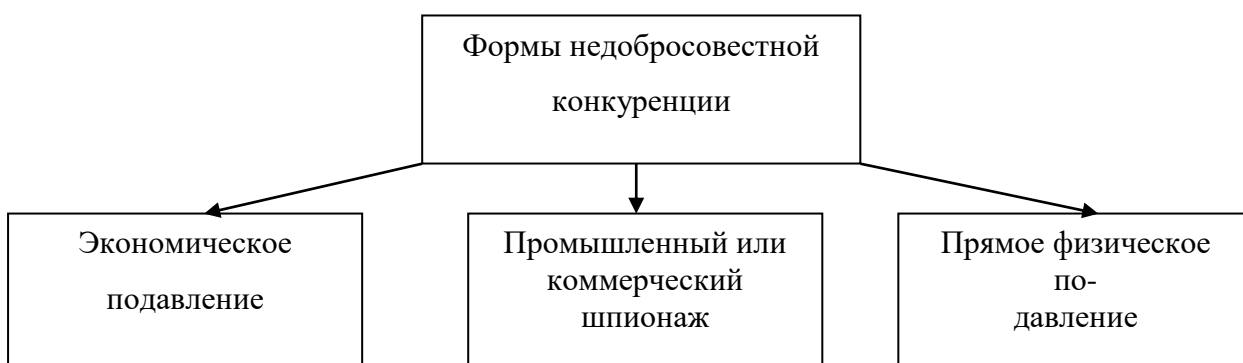 Формы недобросовестной
конкуренции
Экономическое
подавление
Промышленный или
коммерческий
шпионаж
Прямое физическое
по-
давление